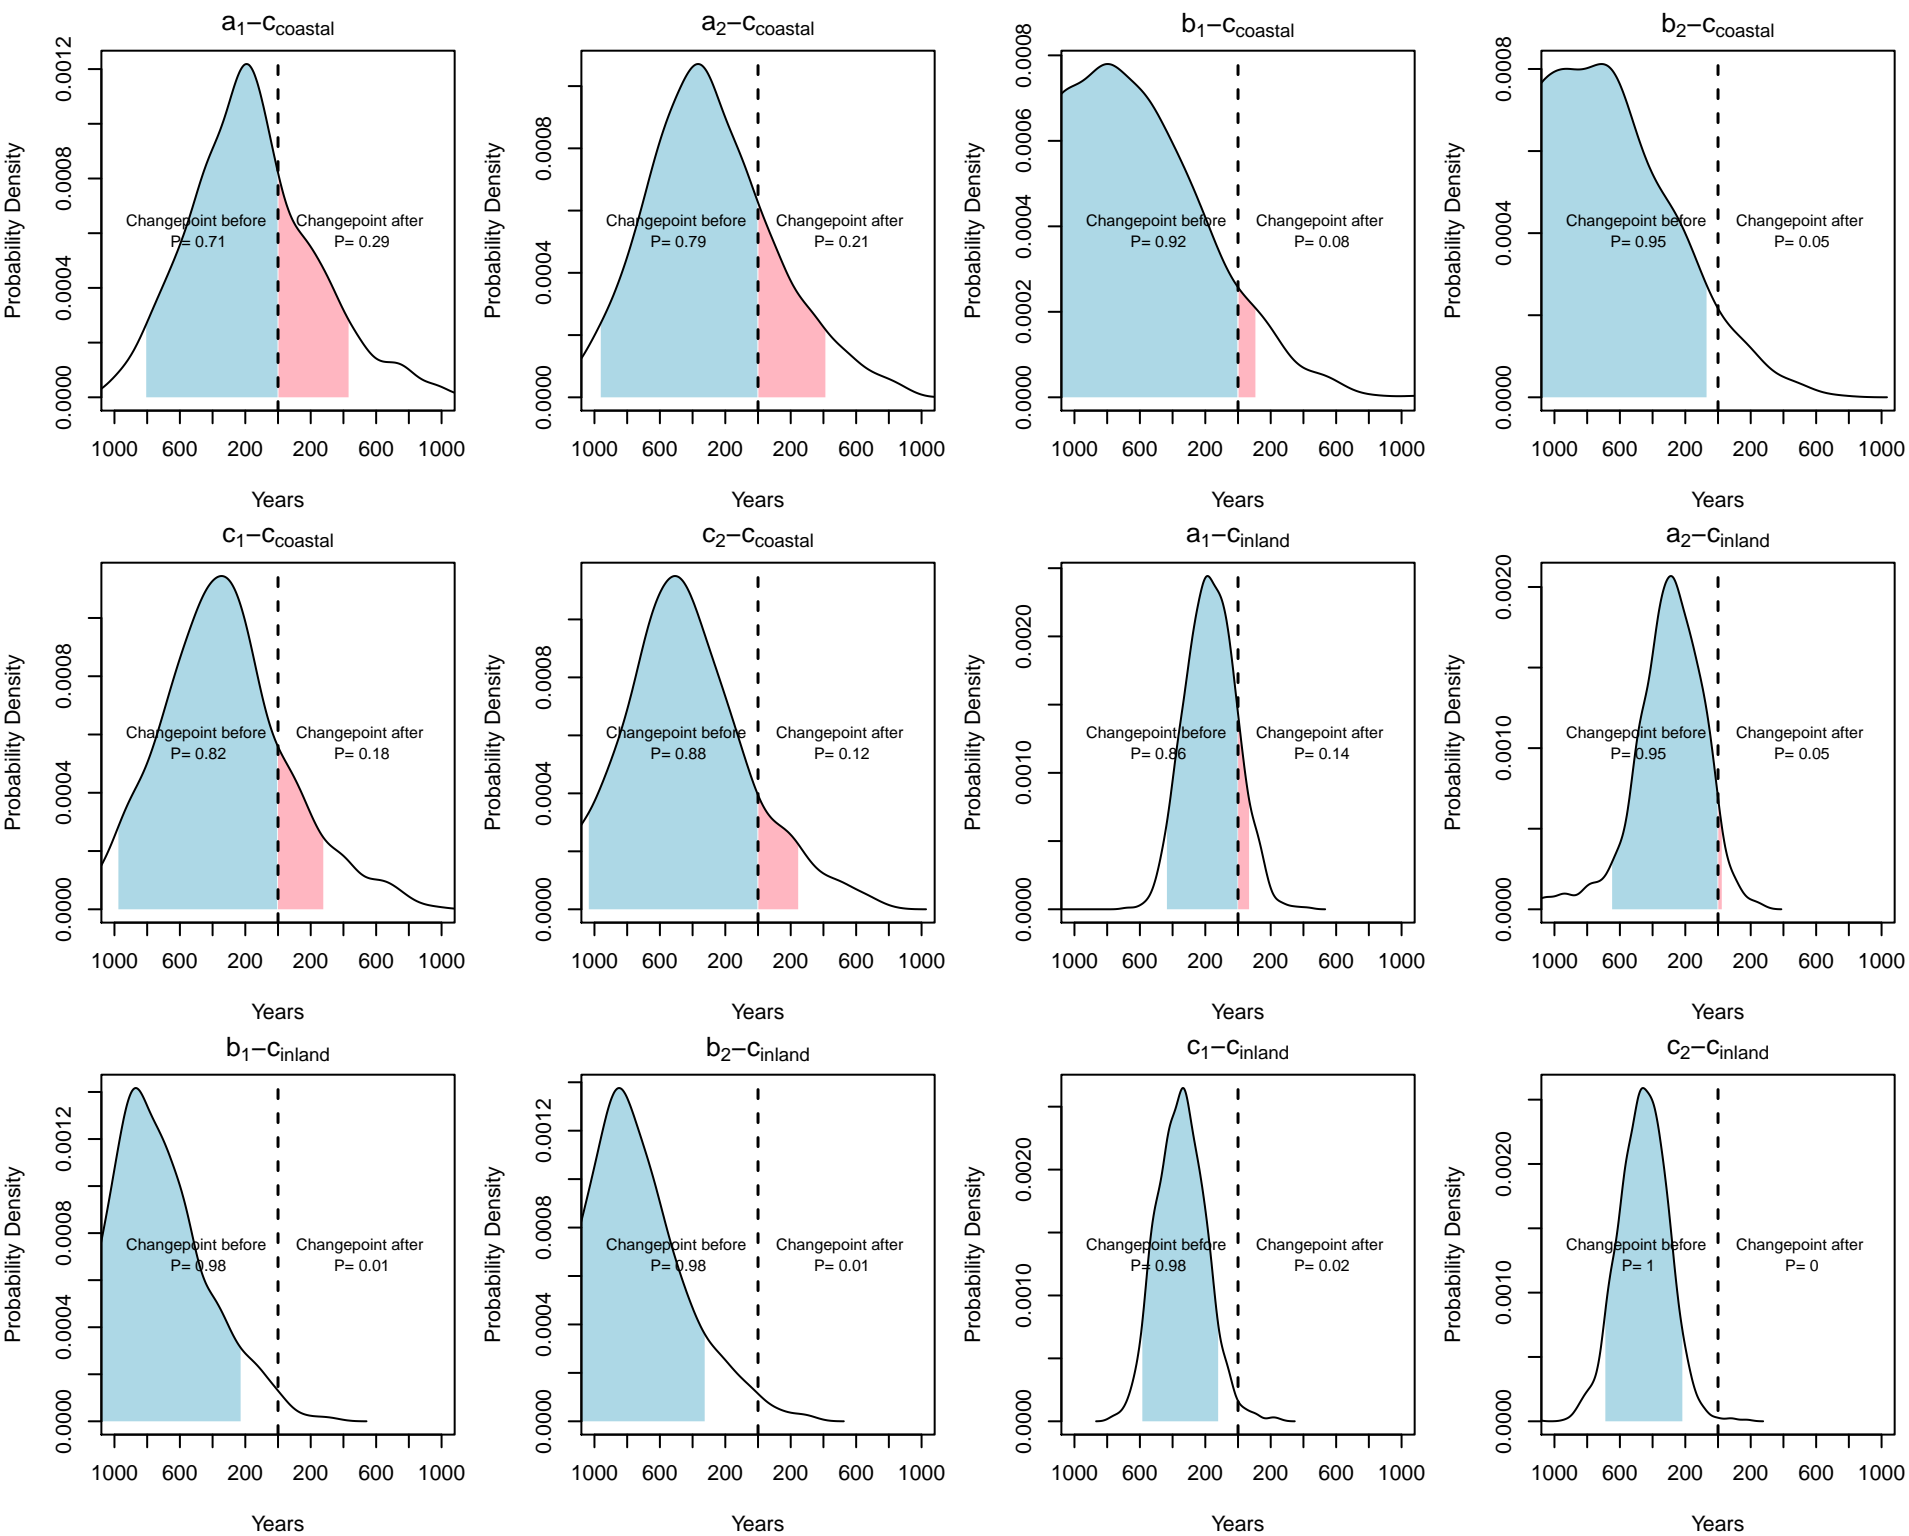 a1–ccoastal
Probability Density
0.0000 0.0004 0.0008 0.0012
Changepoint before
P= 0.71
Changepoint after
P= 0.29
1000 600 200 200 600 1000
Years
a2–ccoastal
Probability Density
0.0000 0.0004 0.0008
Changepoint before
P= 0.79
Changepoint after
P= 0.21
1000 600 200 200 600 1000
Years
b1–ccoastal
Probability Density
0.0000 0.0002 0.0004 0.0006 0.0008
Changepoint before
P= 0.92
Changepoint after
P= 0.08
1000 600 200 200 600 1000
Years
b2–ccoastal
Probability Density
0.0000 0.0004 0.0008
Changepoint before
P= 0.95
Changepoint after
P= 0.05
1000 600 200 200 600 1000
Years
c1–ccoastal
Probability Density
0.0000 0.0004 0.0008
Changepoint before
P= 0.82
Changepoint after
P= 0.18
1000 600 200 200 600 1000
Years
c2–ccoastal
Probability Density
0.0000 0.0004 0.0008
Changepoint before
P= 0.88
Changepoint after
P= 0.12
1000 600 200 200 600 1000
Years
a1–cinland
Probability Density
0.0000 0.0010 0.0020
Changepoint before
P= 0.86
Changepoint after
P= 0.14
1000 600 200 200 600 1000
Years
a2–cinland
Probability Density
0.0000 0.0010 0.0020
Changepoint before
P= 0.95
Changepoint after
P= 0.05
1000 600 200 200 600 1000
Years
b1–cinland
Probability Density
0.0000 0.0004 0.0008 0.0012
Changepoint before
P= 0.98
Changepoint after
P= 0.01
1000 600 200 200 600 1000
Years
b2–cinland
Probability Density
0.0000 0.0004 0.0008 0.0012
Changepoint before
P= 0.98
Changepoint after
P= 0.01
1000 600 200 200 600 1000
Years
c1–cinland
Probability Density
0.0000 0.0010 0.0020
Changepoint before
P= 0.98
Changepoint after
P= 0.02
1000 600 200 200 600 1000
Years
c2–cinland
Probability Density
0.0000 0.0010 0.0020
Changepoint before
P= 1
Changepoint after
P= 0
1000 600 200 200 600 1000
Years